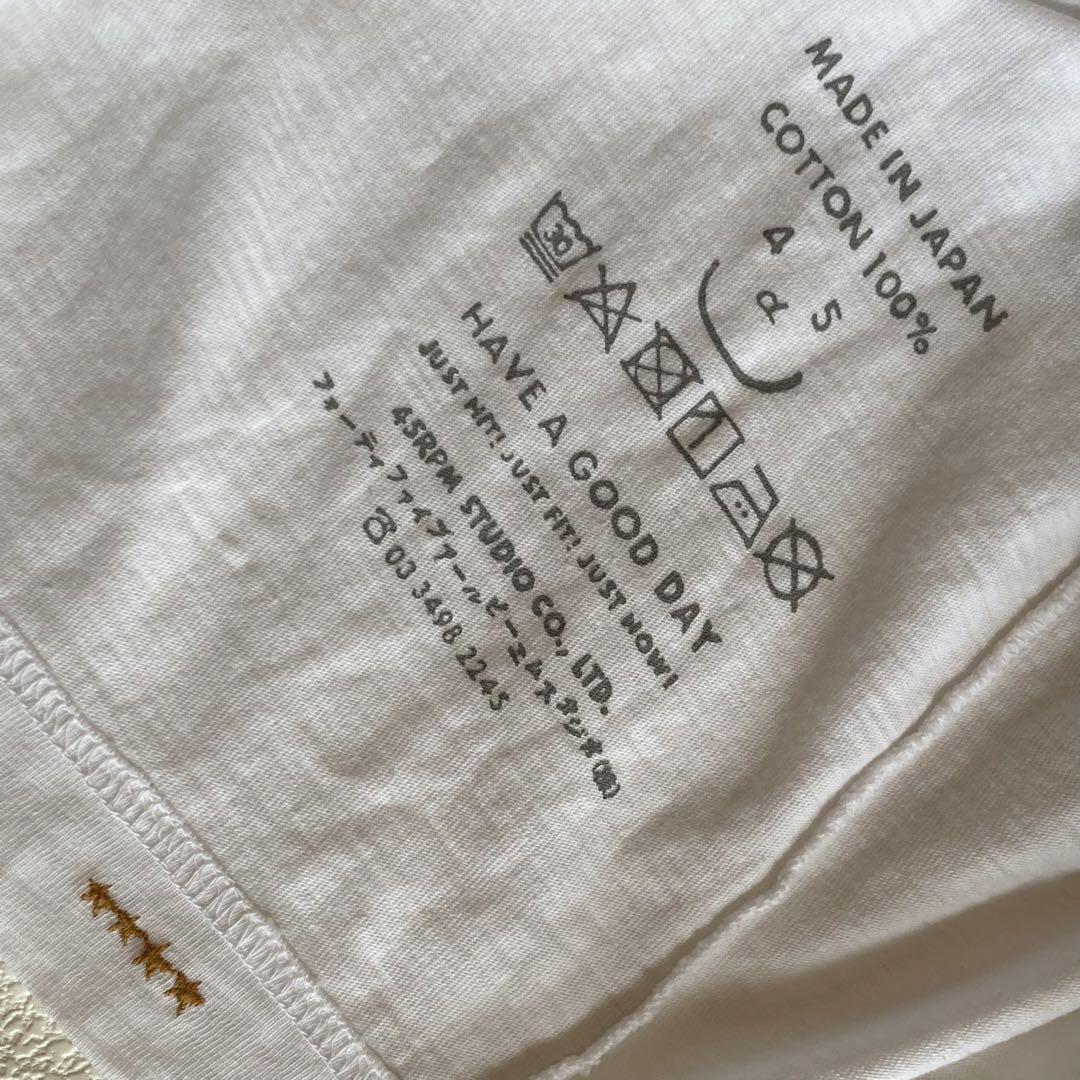 MADE IN JAPAN
COTTON 100%
4 5
R
30
HAVE A GOOD DAY
JUST HIT! JUST FIT! JUST NOW!
45RPM STUDIO CO., LTD.
フォーティファイブアールピーエムスタジオ(株)
☎ 03 3498 2245